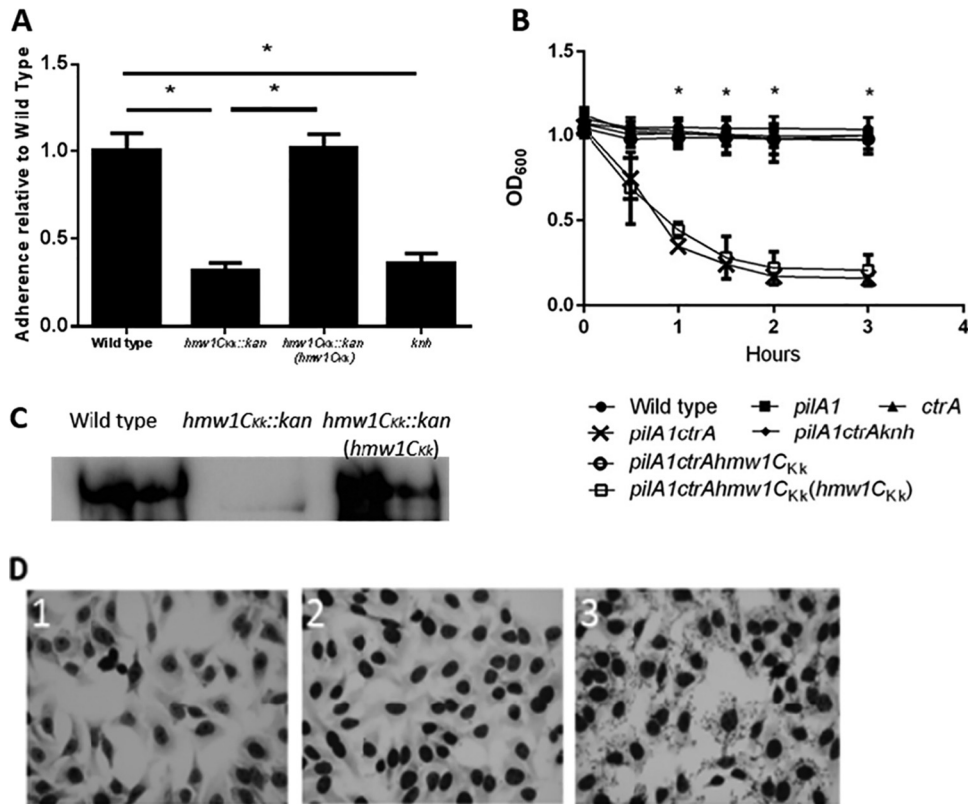 A
Adherence relative to Wild Type
1.5
1.0
0.5
0.0
*
*
*
Wild type
hmw1CKk::kan
hmw1CKk::kan
(hmw1CKk)
knh
B
OD600
1.5
1.0
0.5
0.0
* * * *
0 1 2 3 4
Hours
Wild type pilA1 ctrA
pilA1ctrA pilA1ctrAknh
pilA1ctrAhmw1CKk
pilA1ctrAhmw1CKk(hmw1CKk)
C
Wild type hmw1CKk::kan hmw1CKk::kan
(hmw1CKk)
D
1
2
3